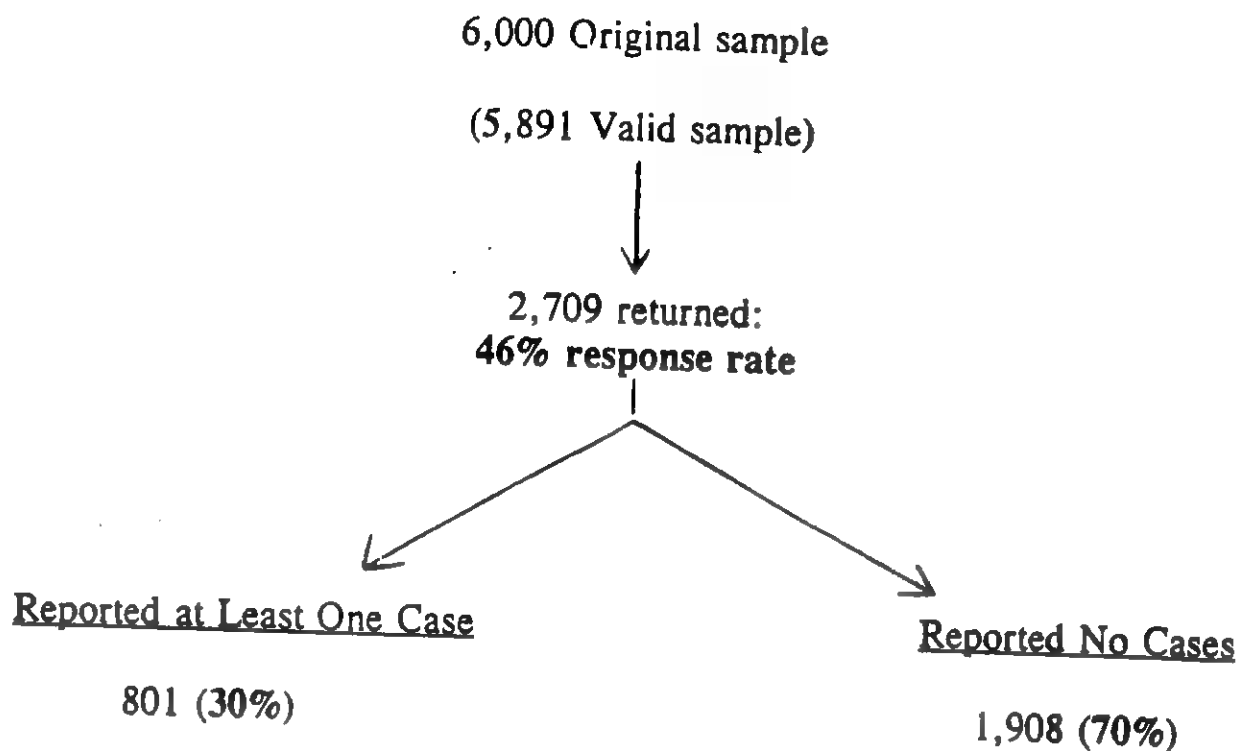 6,000 Original sample
(5,891 Valid sample)
2,709 returned:
46% response rate
Reported at Least One Case
801 (30%)
Reported No Cases
1,908 (70%)